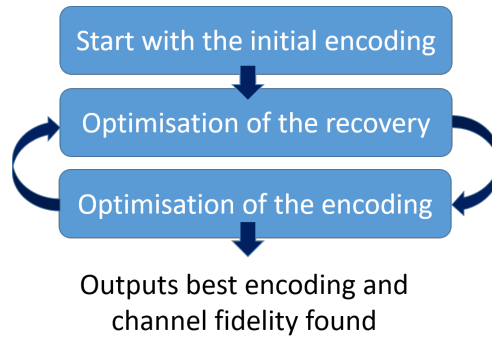 Start with the initial encoding
Optimisation of the recovery
Optimisation of the encoding
Outputs best encoding and
channel fidelity found